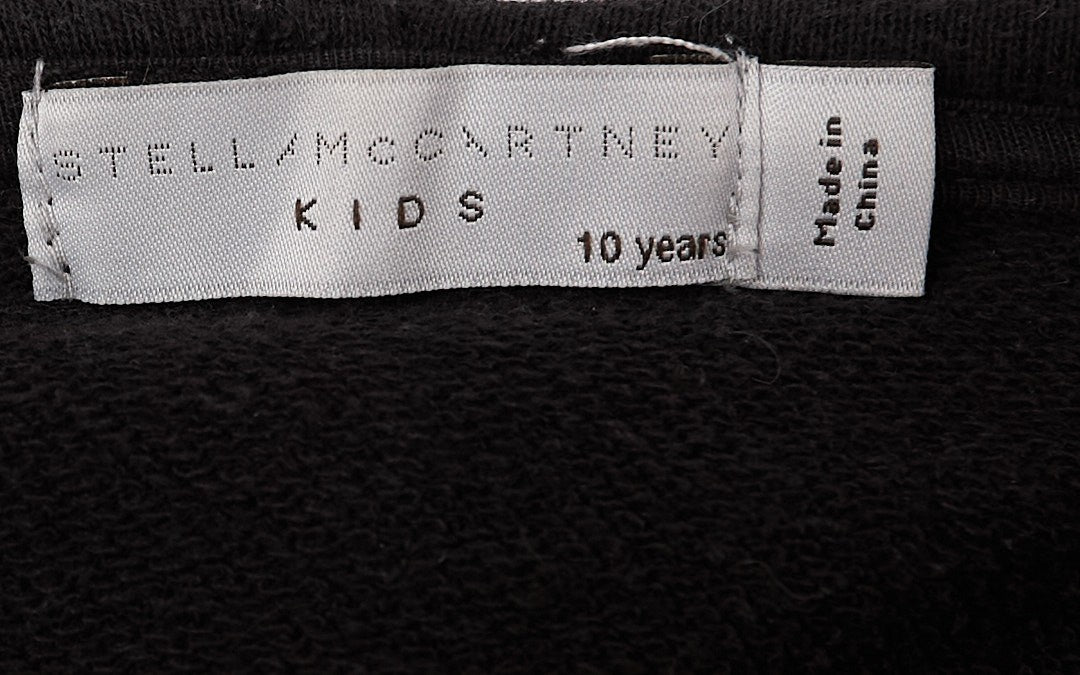 STELLA McCARTNEY
KIDS
10 years
Made in
China